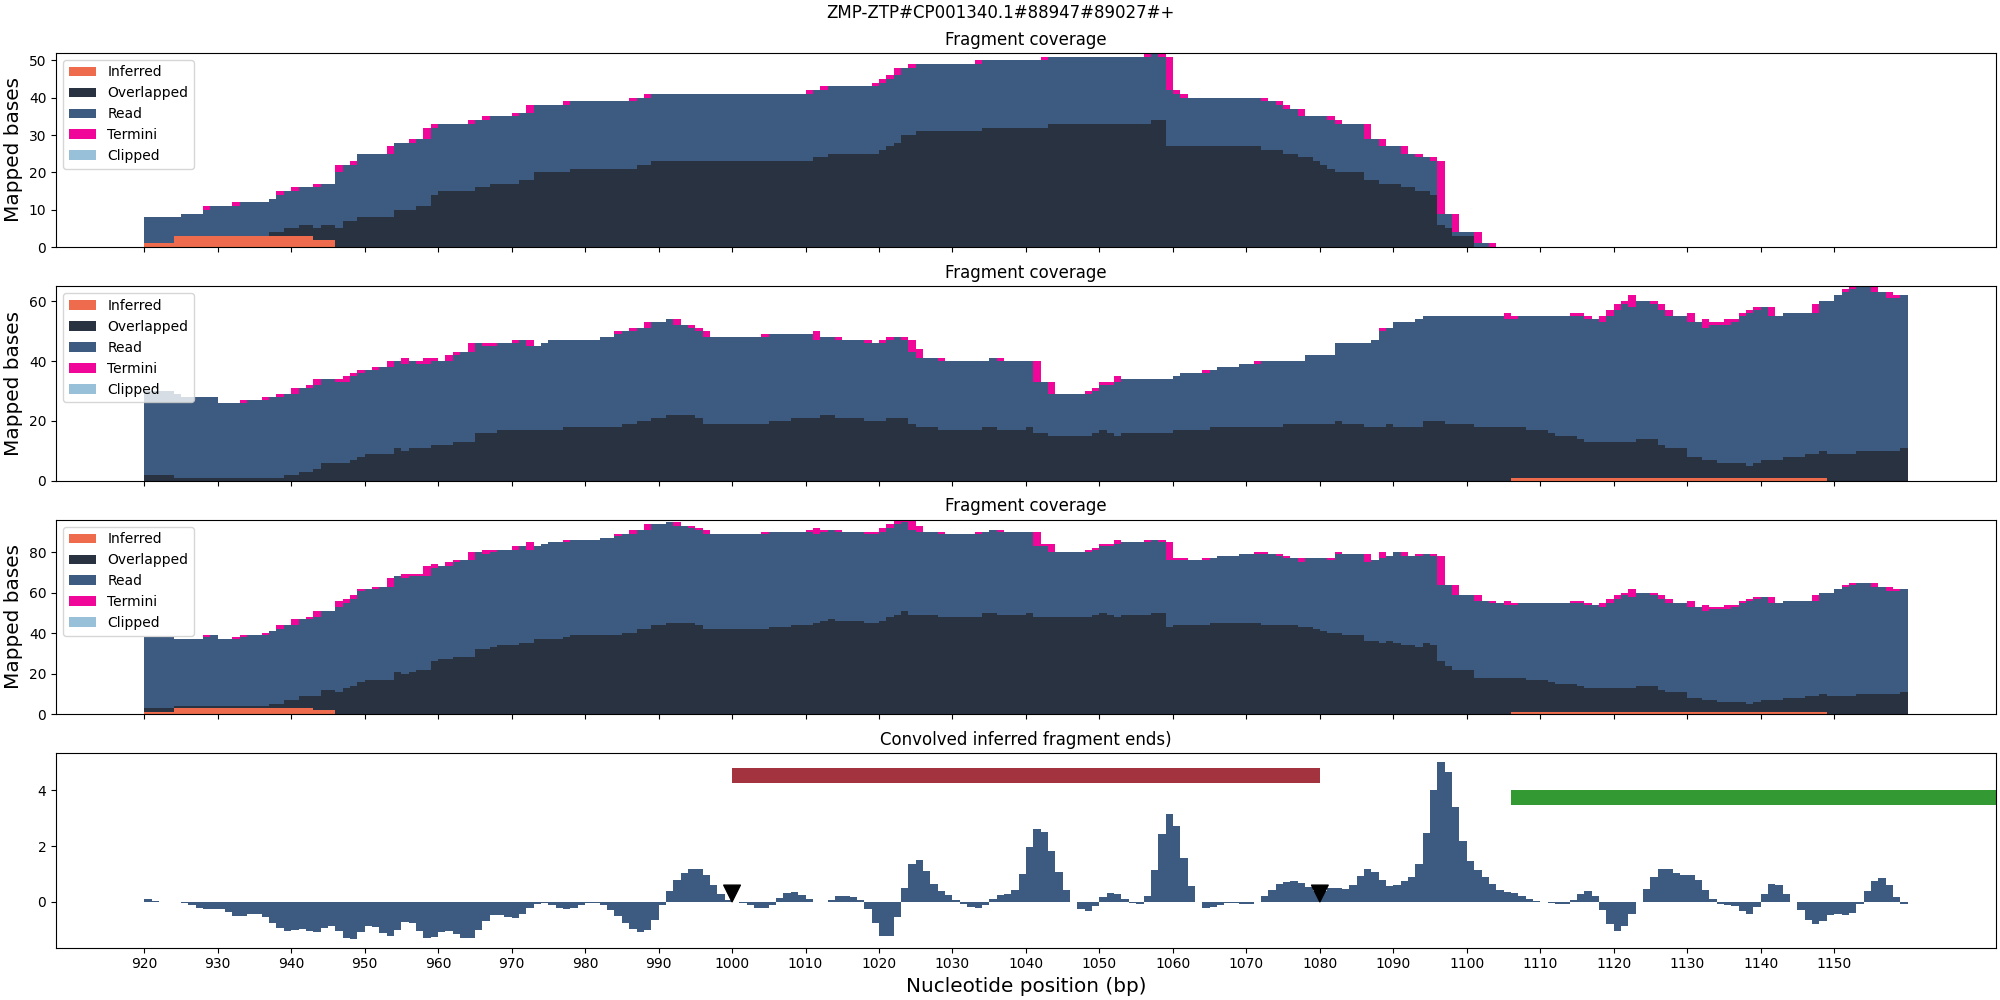 ZMP-ZTP#CP001340.1#88947#89027#+
Fragment coverage
Mapped bases
50
40
30
20
10
0
Inferred
Overlapped
Read
Termini
Clipped
Fragment coverage
Mapped bases
60
40
20
0
Inferred
Overlapped
Read
Termini
Clipped
Fragment coverage
Mapped bases
80
60
40
20
0
Inferred
Overlapped
Read
Termini
Clipped
Convolved inferred fragment ends)
4
2
0
920 930 940 950 960 970 980 990 1000 1010 1020 1030 1040 1050 1060 1070 1080 1090 1100 1110 1120 1130 1140 1150
Nucleotide position (bp)